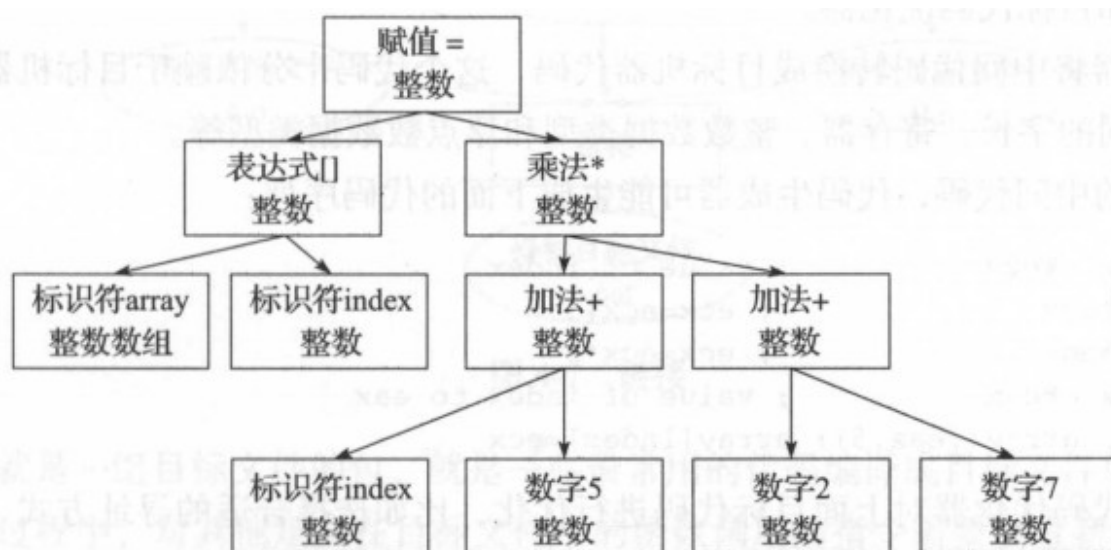 赋值 =
整数
表达式[]
整数
乘法*
整数
标识符array
整数数组
标识符index
整数
加法+
整数
加法+
整数
标识符index
整数
数字5
整数
数字2
整数
数字7
整数